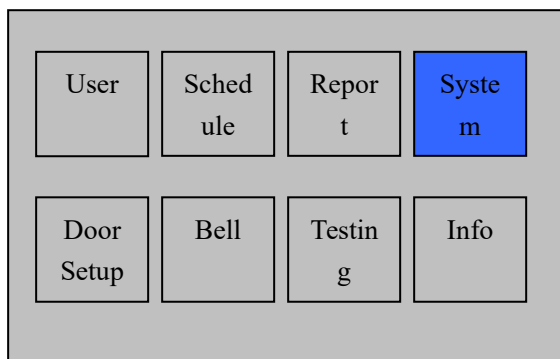 User
Sched
ule
Repor
t
Syste
m
Door
Setup
Bell
Testin
g
Info